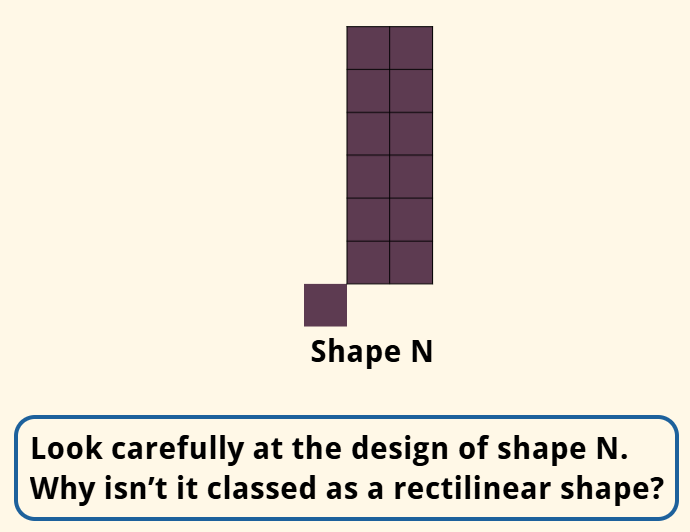 Shape N
Look carefully at the design of shape N.
Why isn’t it classed as a rectilinear shape?